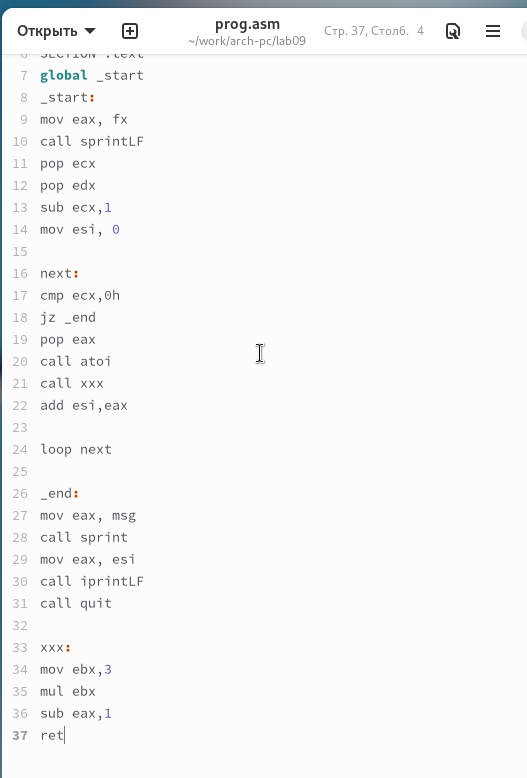 Открыть
prog.asm
~/work/arch-pc/lab09
Стр. 37, Столб. 4
6 SECTION .text
7 global _start
8 _start:
9 mov eax, fx
10 call sprintLF
11 pop ecx
12 pop edx
13 sub ecx,1
14 mov esi, 0
15
16 next:
17 cmp ecx,0h
18 jz _end
19 pop eax
20 call atoi
21 call xxx
22 add esi,eax
23
24 loop next
25
26 _end:
27 mov eax, msg
28 call sprint
29 mov eax, esi
30 call iprintLF
31 call quit
32
33 xxx:
34 mov ebx,3
35 mul ebx
36 sub eax,1
37 ret